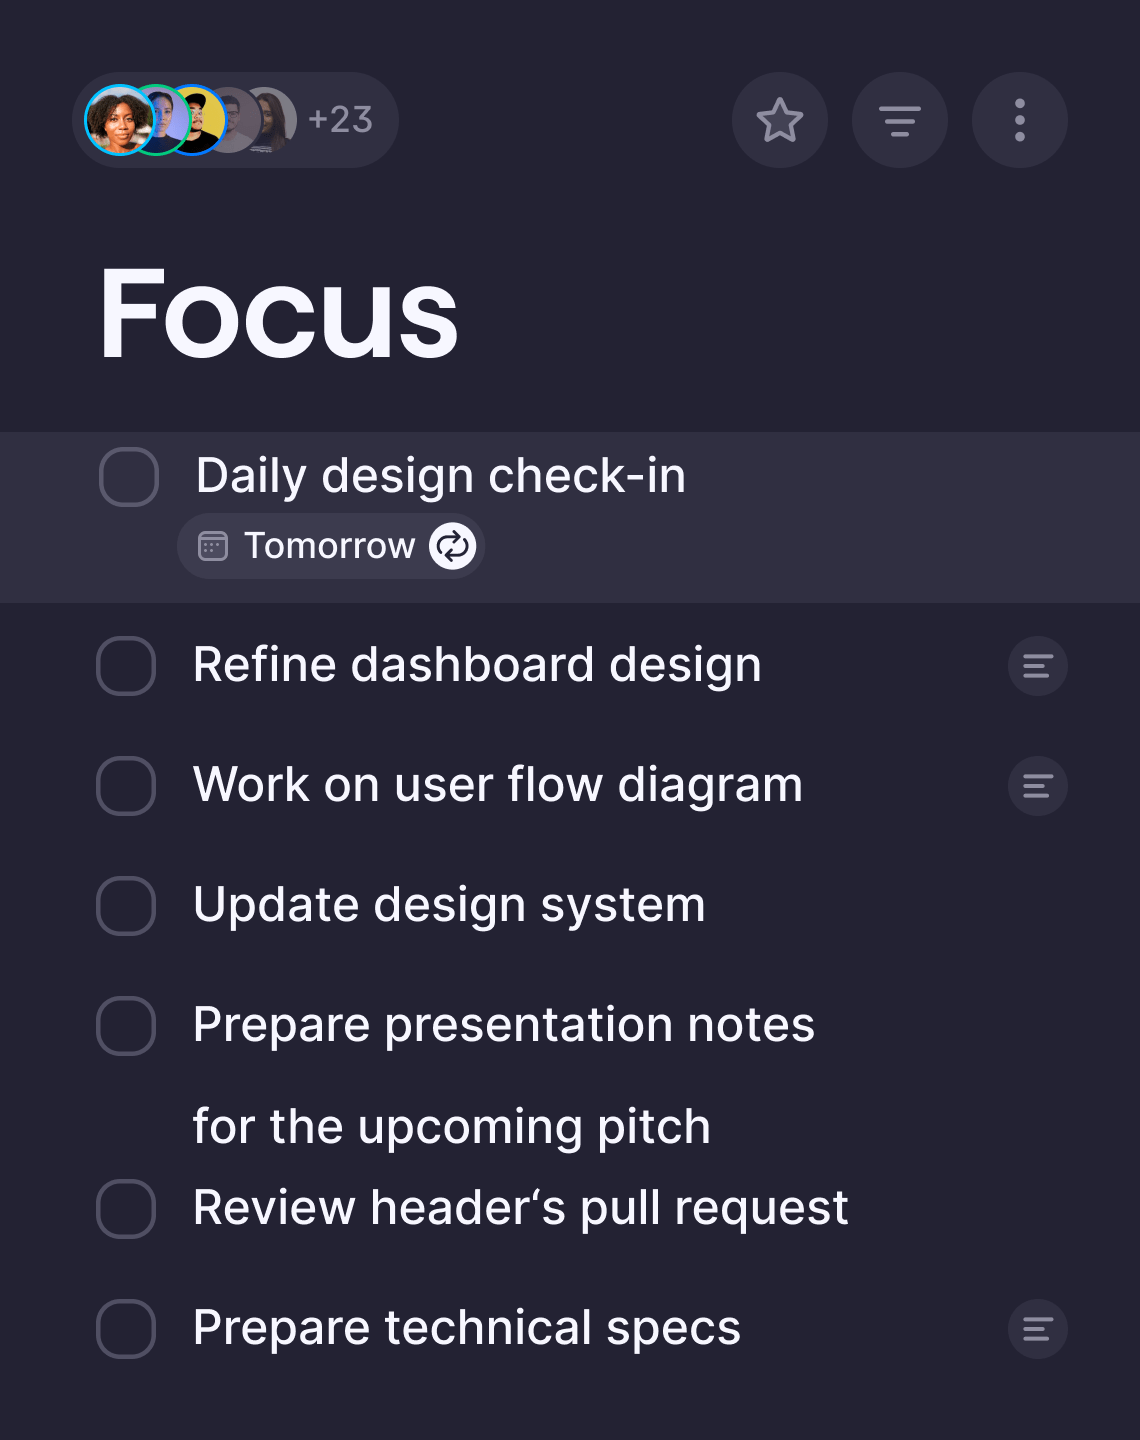 +23
Focus
Daily design check-in
Tomorrow
Refine dashboard design
Work on user flow diagram
Update design system
Prepare presentation notes
for the upcoming pitch
Review header‘s pull request
Prepare technical specs